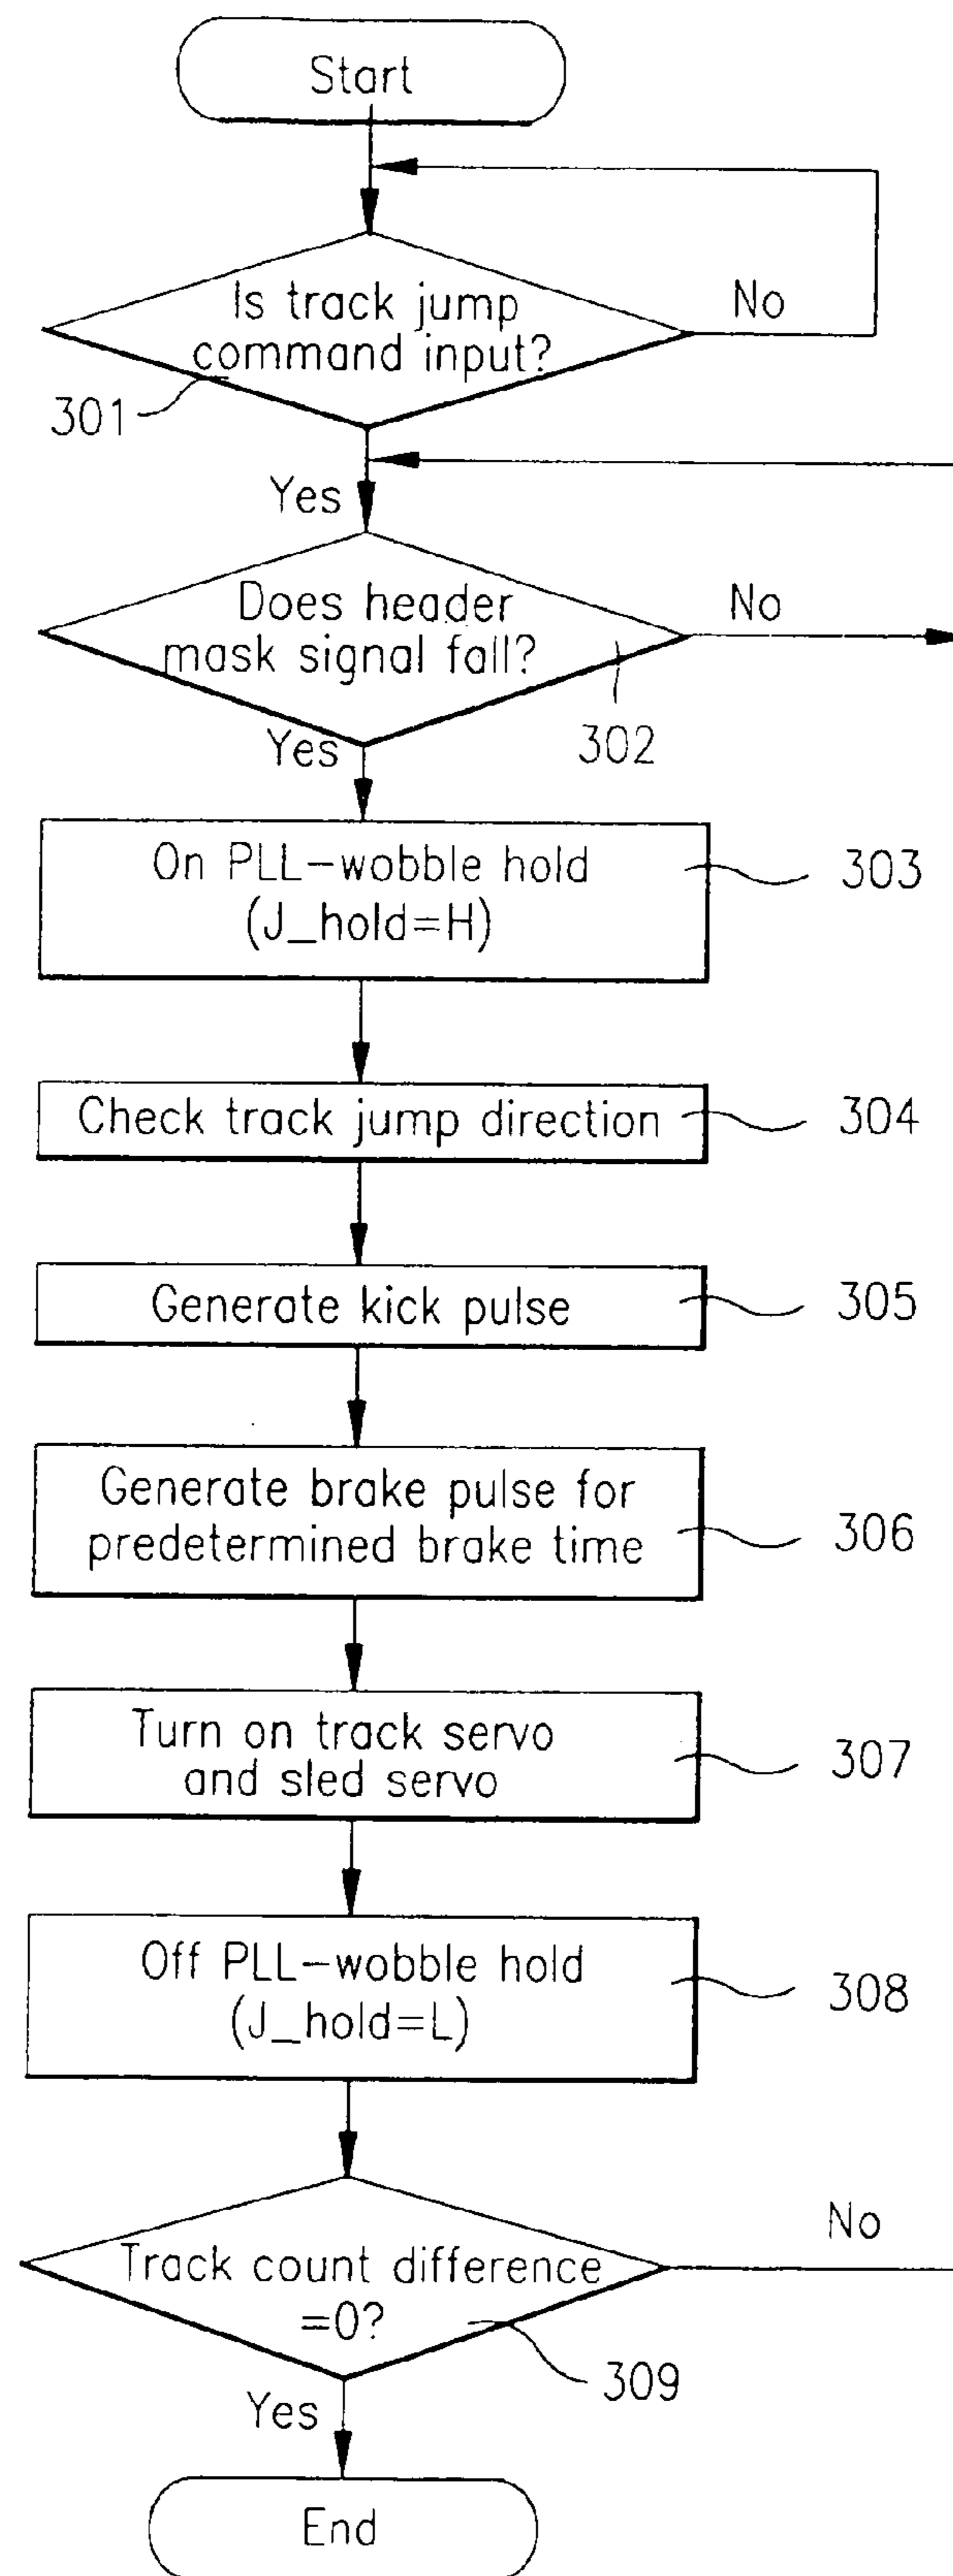 Start
Is track jump
command input?
No
301
Yes
Does header
mask signal fall?
No
302
Yes
On PLL-wobble hold
(J_hold=H)
303
Check track jump direction
304
Generate kick pulse
305
Generate brake pulse for
predetermined brake time
306
Turn on track servo
and sled servo
307
Off PLL-wobble hold
(J_hold=L)
308
Track count difference
=0?
No
309
Yes
End